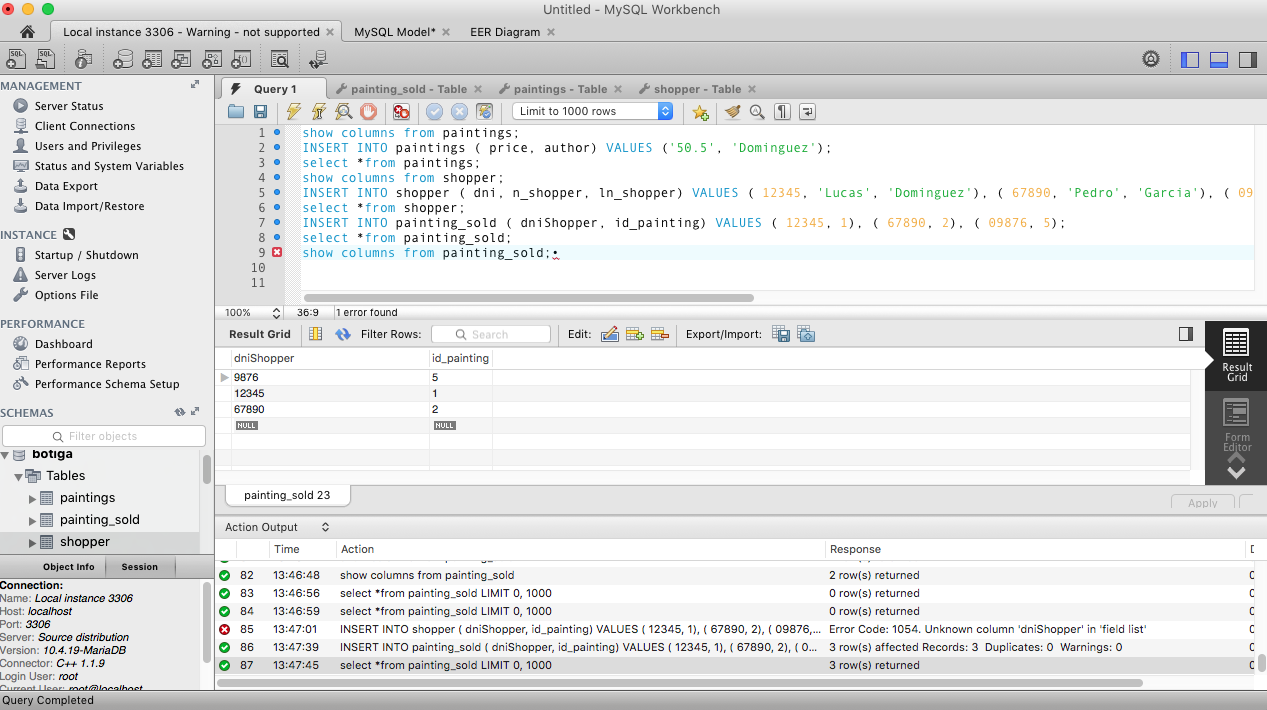 Untitled - MySQL Workbench
Local instance 3306 - Warning - not supported
MySQL Model*
EER Diagram
MANAGEMENT
Server Status
Client Connections
Users and Privileges
Status and System Variables
Data Export
Data Import/Restore
INSTANCE
Startup / Shutdown
Server Logs
Options File
PERFORMANCE
Dashboard
Performance Reports
Performance Schema Setup
SCHEMAS
Filter objects
botiga
Tables
paintings
painting_sold
shopper
Object Info Session
Connection:
Name: Local instance 3306
Host: localhost
Port: 3306
Server: Source distribution
Version: 10.4.19-MariaDB
Connector: C++ 1.1.9
Login User: root
Current User: root@localhost
Query 1 painting_sold - Table paintings - Table shopper - Table
Limit to 1000 rows
1 show columns from paintings;
2 INSERT INTO paintings ( price, author) VALUES ('50.5', 'Dominguez');
3 select *from paintings;
4 show columns from shopper;
5 INSERT INTO shopper ( dni, n_shopper, ln_shopper) VALUES ( 12345, 'Lucas', 'Dominguez'), ( 67890, 'Pedro', 'Garcia'), ( 09
6 select *from shopper;
7 INSERT INTO painting_sold ( dniShopper, id_painting) VALUES ( 12345, 1), ( 67890, 2), ( 09876, 5);
8 select *from painting_sold;
9 show columns from painting_sold;
10
11
100% 36:9 1 error found
Result Grid Filter Rows: Search Edit: Export/Import:
dniShopper id_painting
9876 5
12345 1
67890 2
NULL NULL
Result Grid
Form Editor
painting_sold 23
Apply
Action Output
Time Action Response D
82 13:46:48 show columns from painting_sold 2 row(s) returned
83 13:46:56 select *from painting_sold LIMIT 0, 1000 0 row(s) returned
84 13:46:59 select *from painting_sold LIMIT 0, 1000 0 row(s) returned
85 13:47:01 INSERT INTO shopper ( dniShopper, id_painting) VALUES ( 12345, 1), ( 67890, 2), ( 09876,... Error Code: 1054. Unknown column 'dniShopper' in 'field list'
86 13:47:39 INSERT INTO painting_sold ( dniShopper, id_painting) VALUES ( 12345, 1), ( 67890, 2), ( 0... 3 row(s) affected Records: 3 Duplicates: 0 Warnings: 0
87 13:47:45 select *from painting_sold LIMIT 0, 1000 3 row(s) returned
Query Completed